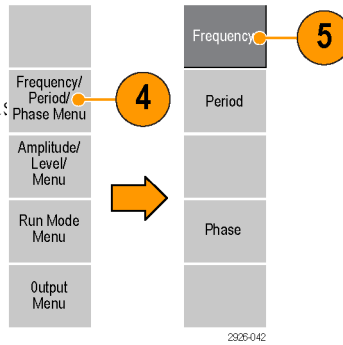 Frequency/
Period/
Phase Menu
4
Amplitude/
Level/
Menu
Run Mode
Menu
Output
Menu
Frequency
5
Period
Phase
2926-042